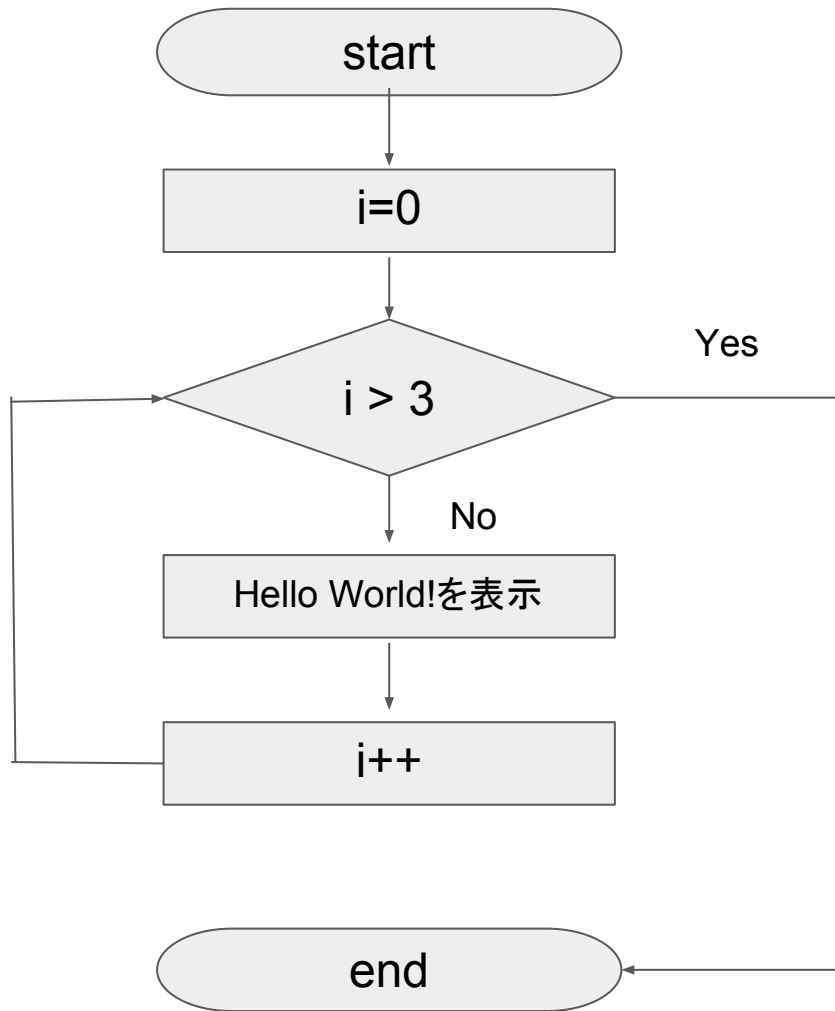 start
i=0
i > 3
Yes
No
Hello World!を表示
i++
end